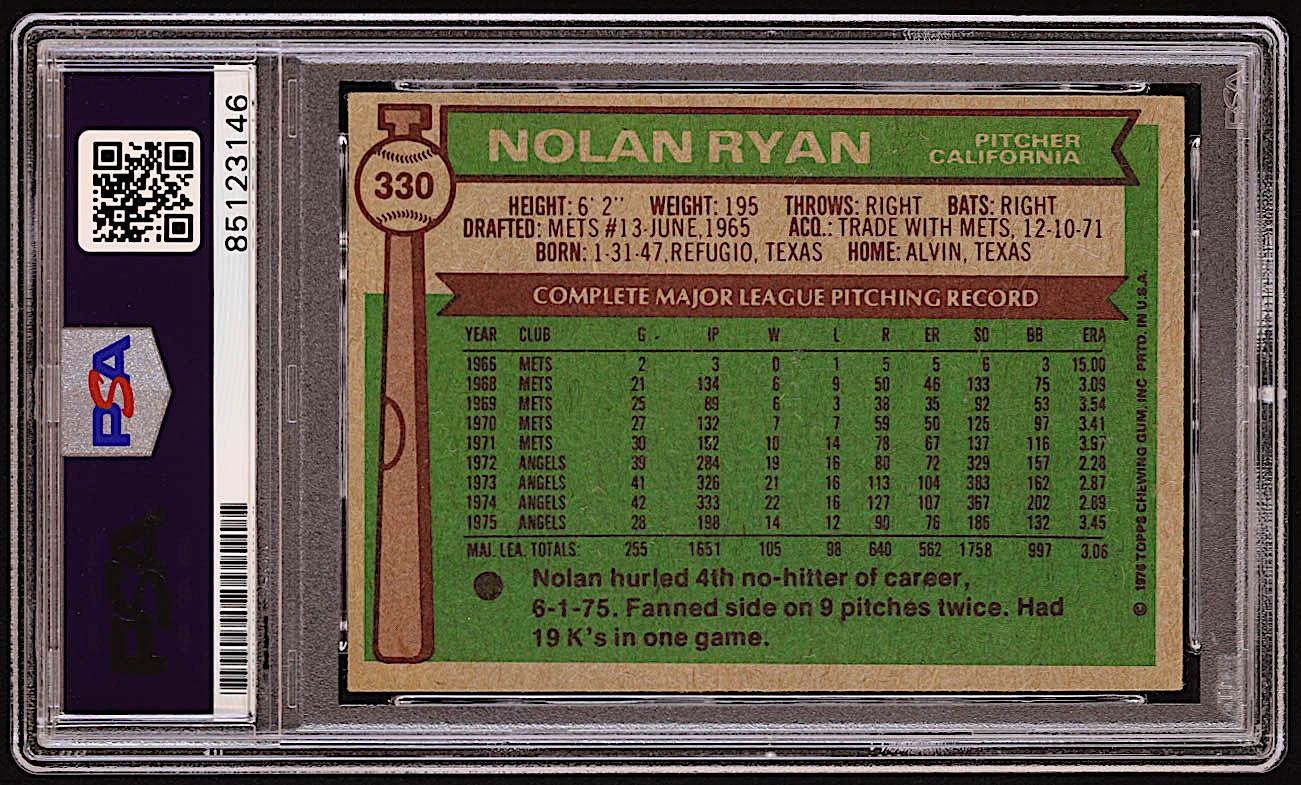 PSA
85123146
PSA
PSA
330
NOLAN RYAN
PITCHER
CALIFORNIA
HEIGHT: 6' 2" WEIGHT: 195 THROWS: RIGHT BATS: RIGHT
DRAFTED: METS #13-JUNE, 1965 ACQ.: TRADE WITH METS, 12-10-71
BORN: 1-31-47, REFUGIO, TEXAS HOME: ALVIN, TEXAS
COMPLETE MAJOR LEAGUE PITCHING RECORD
YEAR CLUB G IP W L R ER SO BB ERA
1966 METS 2 3 0 1 5 5 6 3 15.00
1968 METS 21 134 6 9 50 46 133 75 3.09
1969 METS 25 89 6 3 38 35 92 53 3.54
1970 METS 27 132 7 7 59 50 125 97 3.41
1971 METS 30 152 10 14 78 67 137 116 3.97
1972 ANGELS 39 284 19 16 80 72 329 157 2.28
1973 ANGELS 41 326 21 16 113 104 383 162 2.87
1974 ANGELS 42 333 22 16 127 107 367 202 2.89
1975 ANGELS 28 198 14 12 90 76 186 132 3.45
MAJ. LEA. TOTALS: 255 1651 105 98 640 562 1758 997 3.06
Nolan hurled 4th no-hitter of career,
6-1-75. Fanned side on 9 pitches twice. Had
19 K's in one game.
© 1976 TOPPS CHEWING GUM, INC PRTD. IN U.S.A.